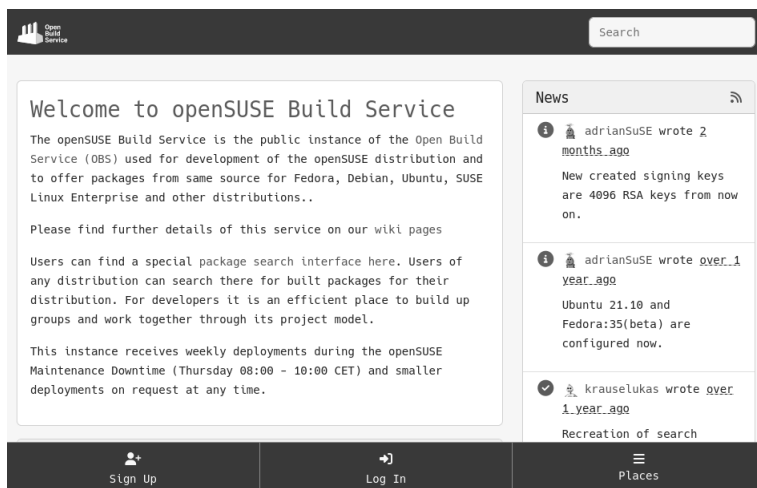 Open
Build
Service
Search
Welcome to openSUSE Build Service
The openSUSE Build Service is the public instance of the Open Build
Service (OBS) used for development of the openSUSE distribution and
to offer packages from same source for Fedora, Debian, Ubuntu, SUSE
Linux Enterprise and other distributions..
Please find further details of this service on our wiki pages
Users can find a special package search interface here. Users of
any distribution can search there for built packages for their
distribution. For developers it is an efficient place to build up
groups and work together through its project model.
This instance receives weekly deployments during the openSUSE
Maintenance Downtime (Thursday 08:00 - 10:00 CET) and smaller
deployments on request at any time.
News
adrianSuSE wrote 2
months ago
New created signing keys
are 4096 RSA keys from now
on.
adrianSuSE wrote over 1
year ago
Ubuntu 21.10 and
Fedora:35(beta) are
configured now.
krauselukas wrote over
1 year ago
Recreation of search
Sign Up
Log In
Places